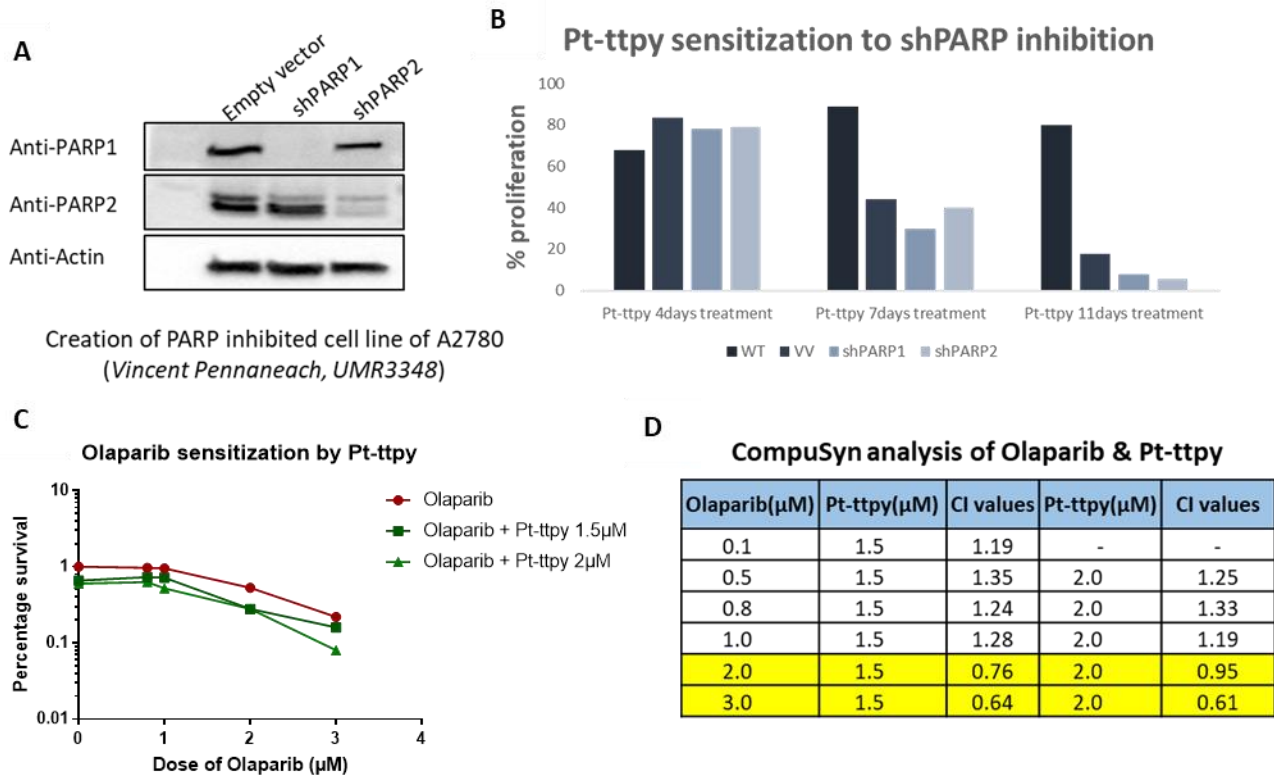 A
Empty vector
shPARP1
shPARP2
Anti-PARP1
Anti-PARP2
Anti-Actin
Creation of PARP inhibited cell line of A2780
(Vincent Pennaneach, UMR3348)
B
Pt-ttpy sensitization to shPARP inhibition
% proliferation
100
80
60
40
20
0
Pt-ttpy 4days treatment Pt-ttpy 7days treatment Pt-ttpy 11days treatment
WT VV shPARP1 shPARP2
C
Olaparib sensitization by Pt-ttpy
Percentage survival
10
1
0.1
0.01
0 1 2 3 4
Dose of Olaparib (µM)
Olaparib
Olaparib + Pt-ttpy 1.5µM
Olaparib + Pt-ttpy 2µM
D
CompuSyn analysis of Olaparib & Pt-ttpy
Olaparib(µM) Pt-ttpy(µM) CI values Pt-ttpy(µM) CI values
0.1 1.5 1.19 - -
0.5 1.5 1.35 2.0 1.25
0.8 1.5 1.24 2.0 1.33
1.0 1.5 1.28 2.0 1.19
2.0 1.5 0.76 2.0 0.95
3.0 1.5 0.64 2.0 0.61